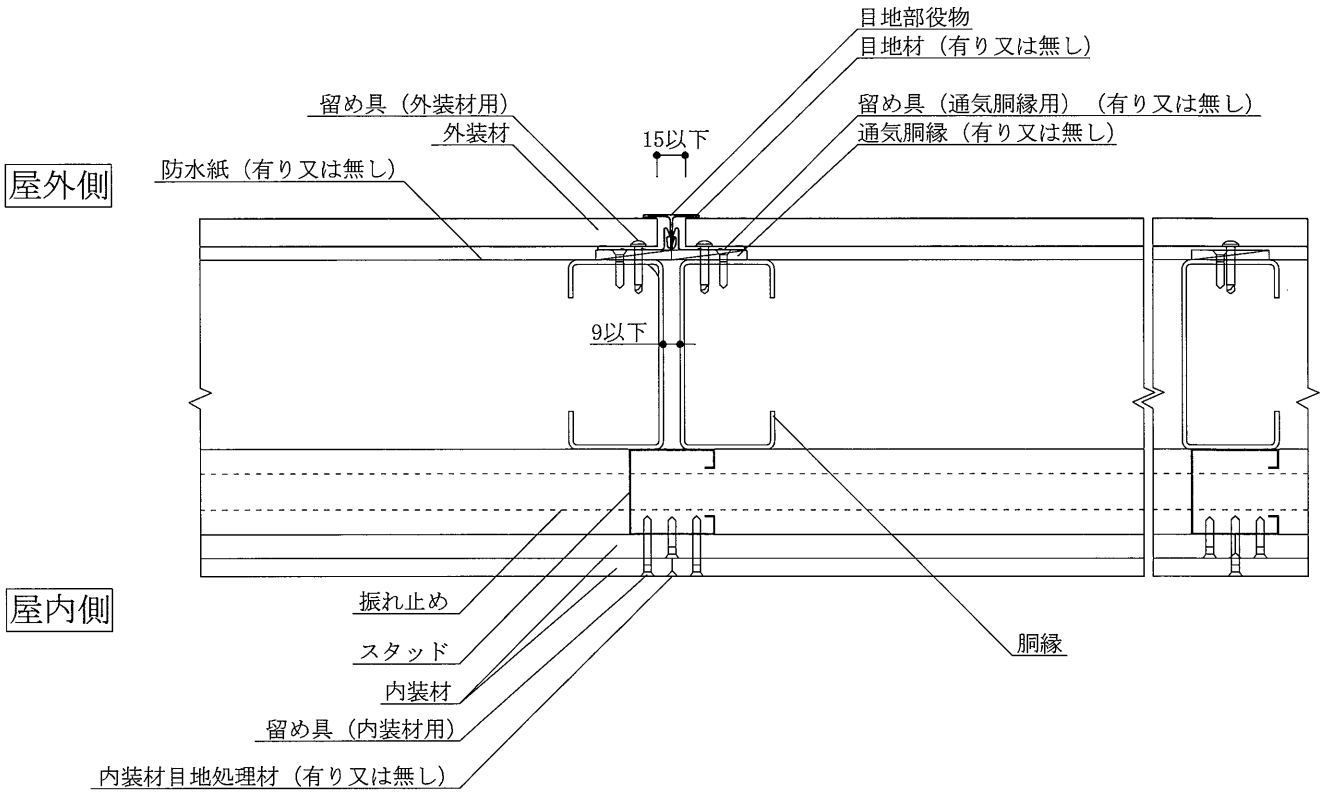 目地部役物
目地材（有り又は無し）
留め具（外装材用）
留め具（通気胴縁用）（有り又は無し）
外装材
15以下
通気胴縁（有り又は無し）
防水紙（有り又は無し）
屋外側
9以下
屋内側
振れ止め
スタッド
胴縁
内装材
留め具（内装材用）
内装材目地処理材（有り又は無し）